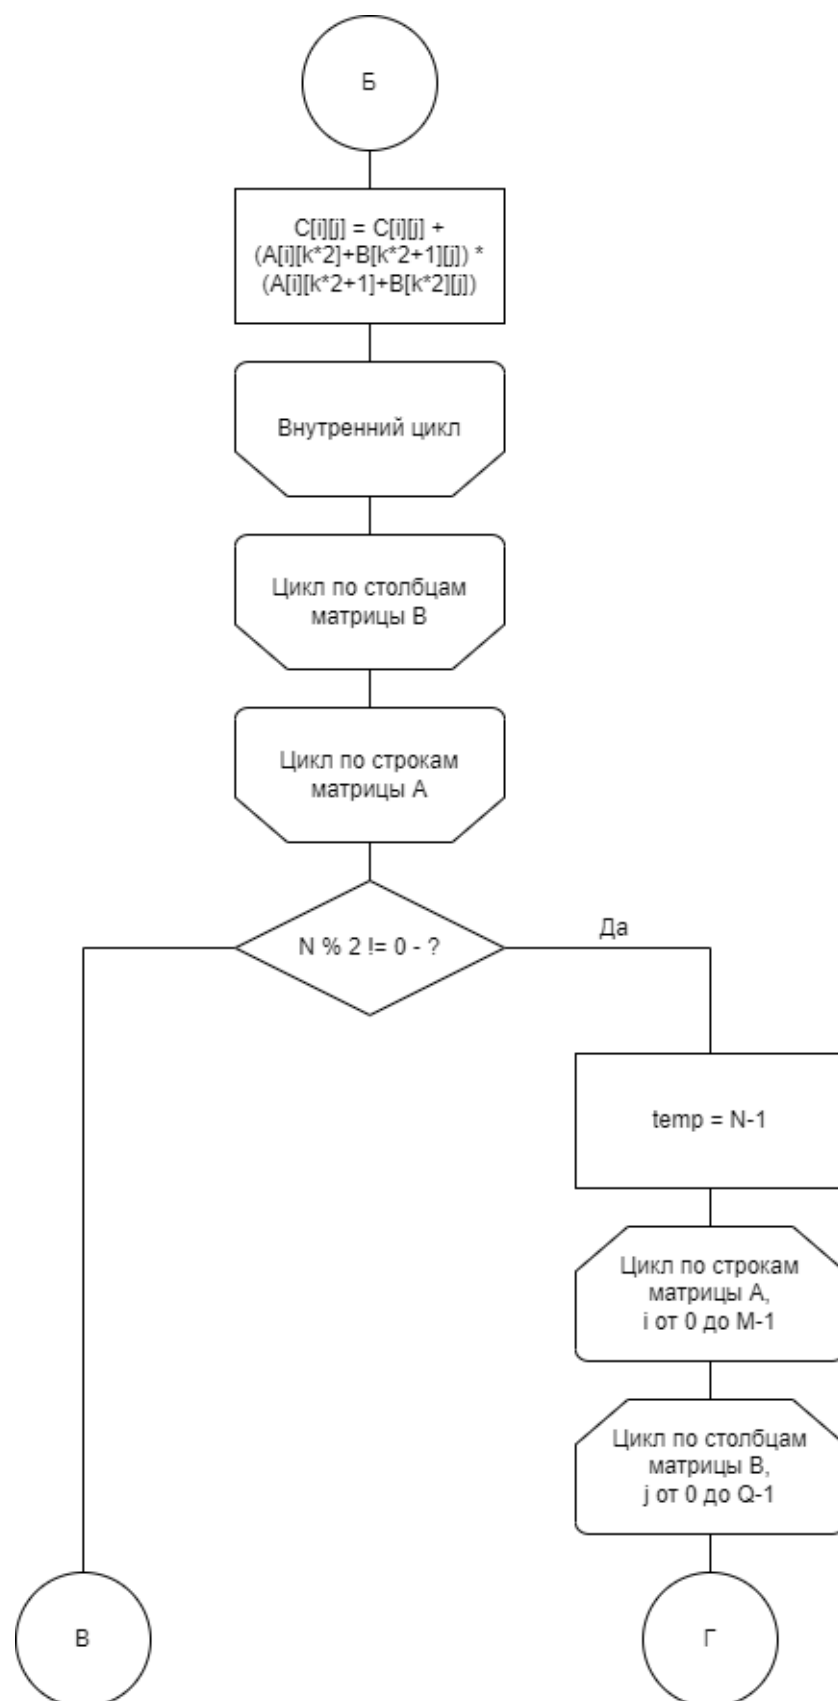 Б
C[i][j] = C[i][j] +
(A[i][k*2]+B[k*2+1][j]) *
(A[i][k*2+1]+B[k*2][j])
Внутренний цикл
Цикл по столбцам
матрицы B
Цикл по строкам
матрицы A
N % 2 != 0 - ?
Да
temp = N-1
Цикл по строкам
матрицы A,
i от 0 до M-1
Цикл по столбцам
матрицы B,
j от 0 до Q-1
В
Г